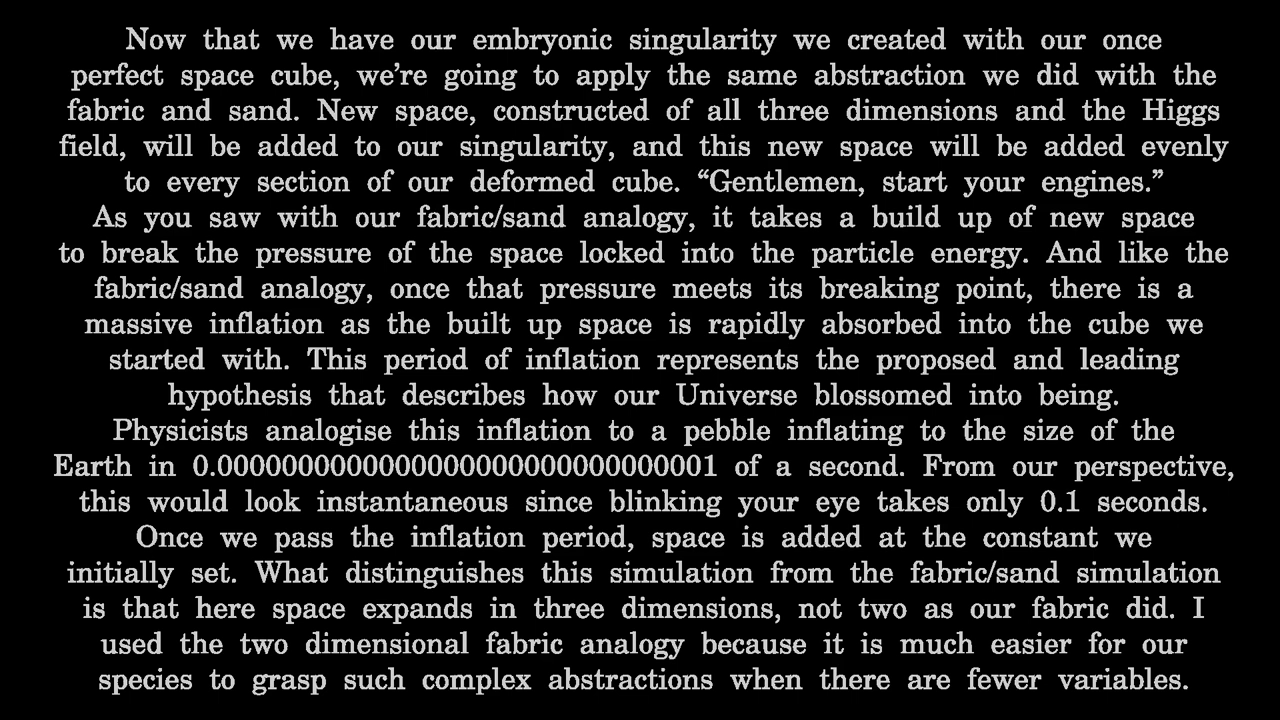 Now that we have our embryonic singularity we created with our once
perfect space cube, we're going to apply the same abstraction we did with the
fabric and sand. New space, constructed of all three dimensions and the Higgs
field, will be added to our singularity, and this new space will be added evenly
to every section of our deformed cube. “Gentlemen, start your engines.”
As you saw with our fabric/sand analogy, it takes a build up of new space
to break the pressure of the space locked into the particle energy. And like the
fabric/sand analogy, once that pressure meets its breaking point, there is a
massive inflation as the built up space is rapidly absorbed into the cube we
started with. This period of inflation represents the proposed and leading
hypothesis that describes how our Universe blossomed into being.
Physicists analogise this inflation to a pebble inflating to the size of the
Earth in 0.00000000000000000000000000000001 of a second. From our perspective,
this would look instantaneous since blinking your eye takes only 0.1 seconds.
Once we pass the inflation period, space is added at the constant we
initially set. What distinguishes this simulation from the fabric/sand simulation
is that here space expands in three dimensions, not two as our fabric did. I
used the two dimensional fabric analogy because it is much easier for our
species to grasp such complex abstractions when there are fewer variables.